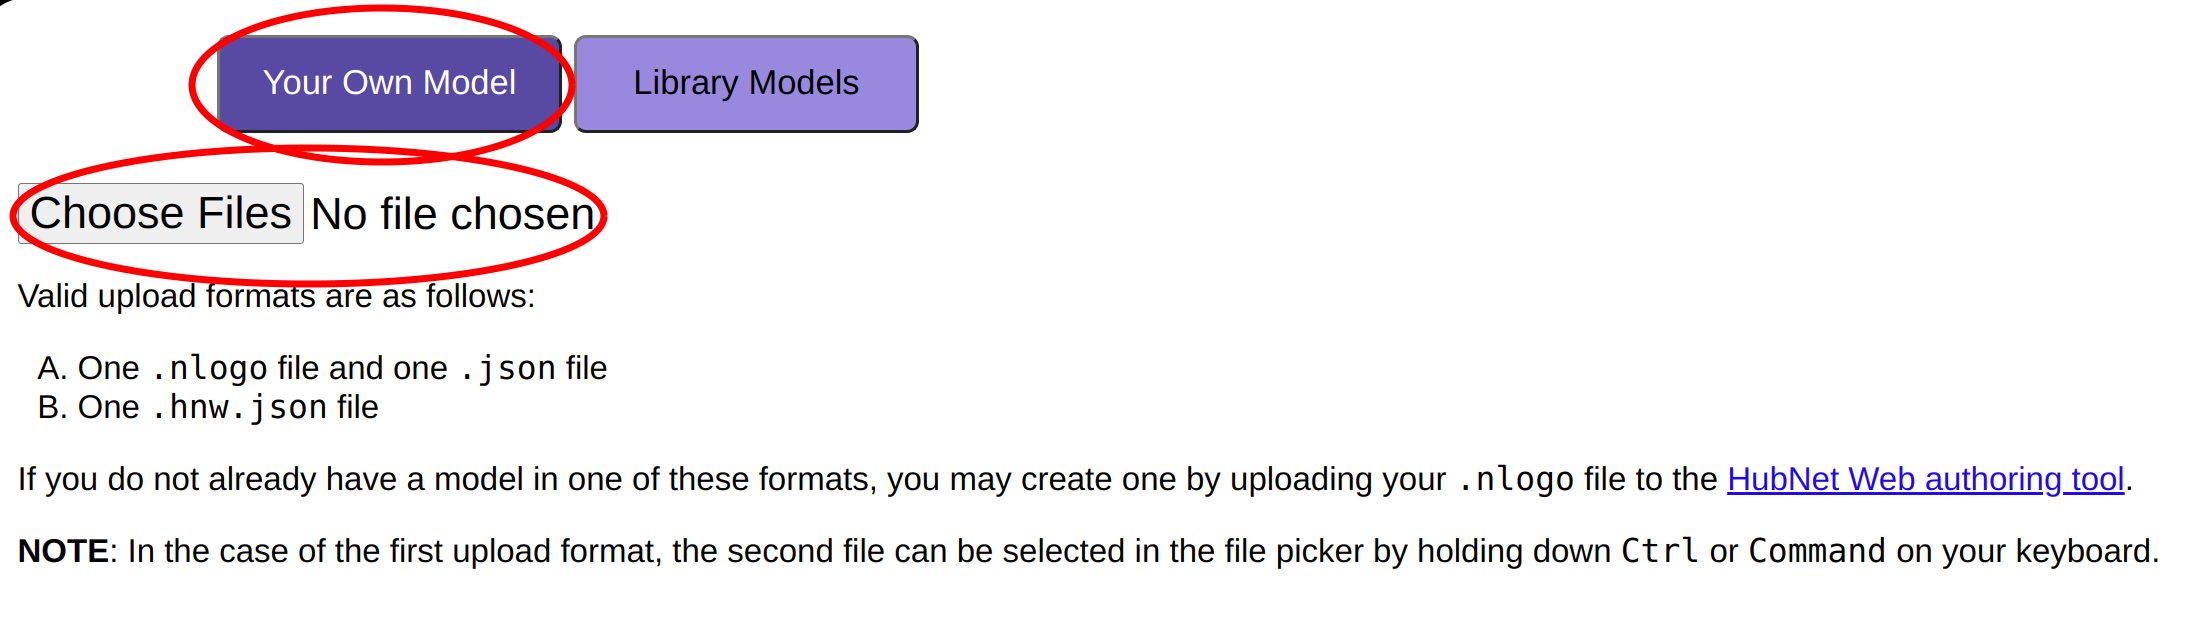 Your Own Model Library Models
Choose Files No file chosen
Valid upload formats are as follows:
A. One .nlogo file and one .json file
B. One .hnw.json file
If you do not already have a model in one of these formats, you may create one by uploading your .nlogo file to the HubNet Web authoring tool.
NOTE: In the case of the first upload format, the second file can be selected in the file picker by holding down Ctrl or Command on your keyboard.